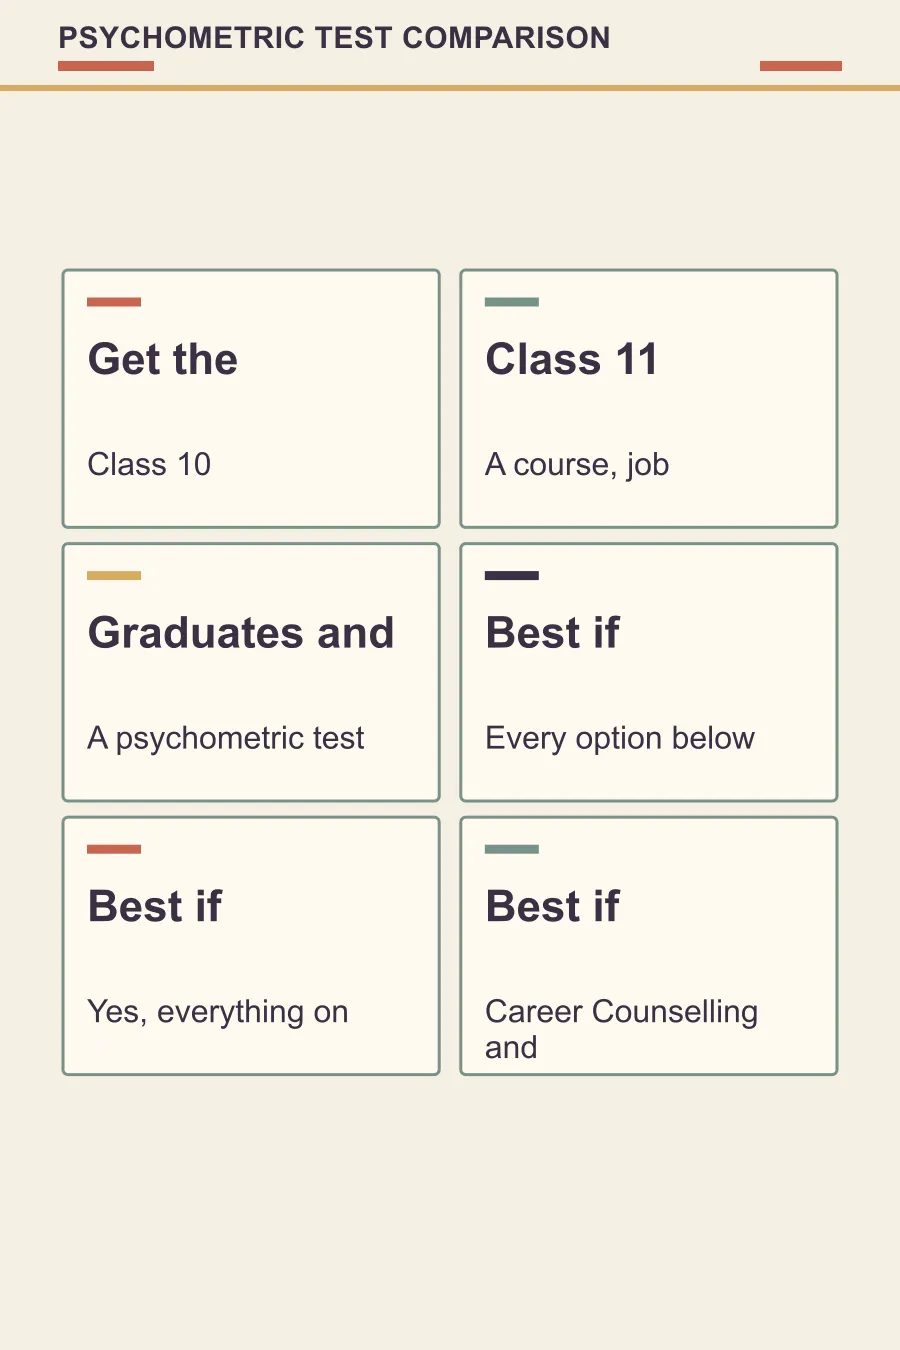 PSYCHOMETRIC TEST COMPARISON
Get the
Class 10
Class 11
A course, job
Graduates and
A psychometric test
Best if
Every option below
Best if
Yes, everything on
Best if
Career Counselling
and